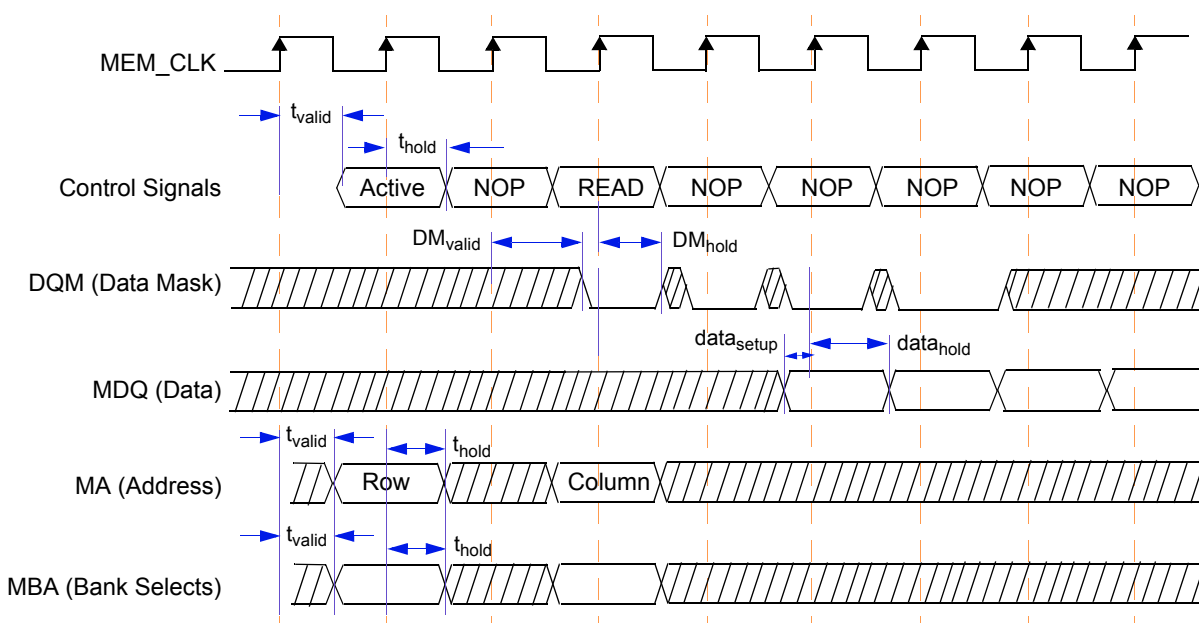 MEM_CLK
tvalid
thold
Control Signals Active NOP READ NOP NOP NOP NOP NOP
DMvalid DMhold
DQM (Data Mask)
datasetup datahold
MDQ (Data)
tvalid thold
MA (Address) Row Column
tvalid thold
MBA (Bank Selects)